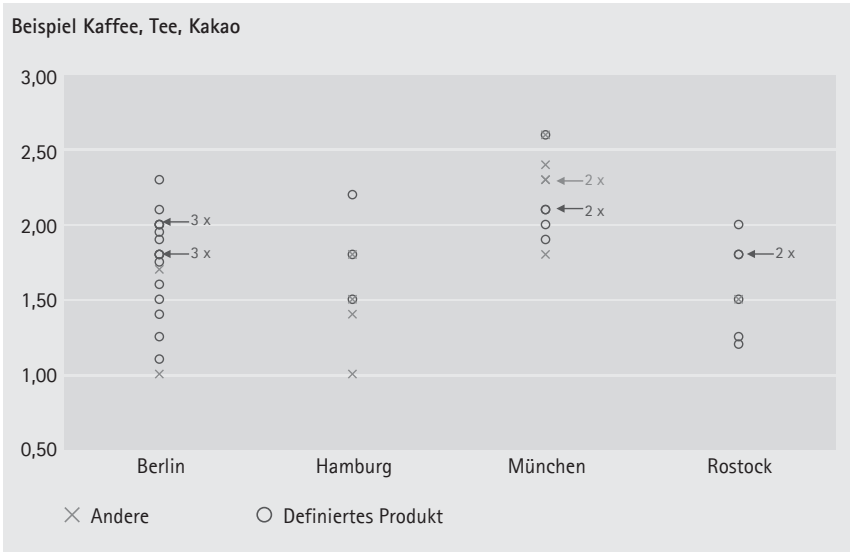 Beispiel Kaffee, Tee, Kakao
3,00
2,50
2,00
1,50
1,00
0,50
3 x
3 x
2 x
2 x
2 x
Berlin Hamburg München Rostock
Andere Definiertes Produkt